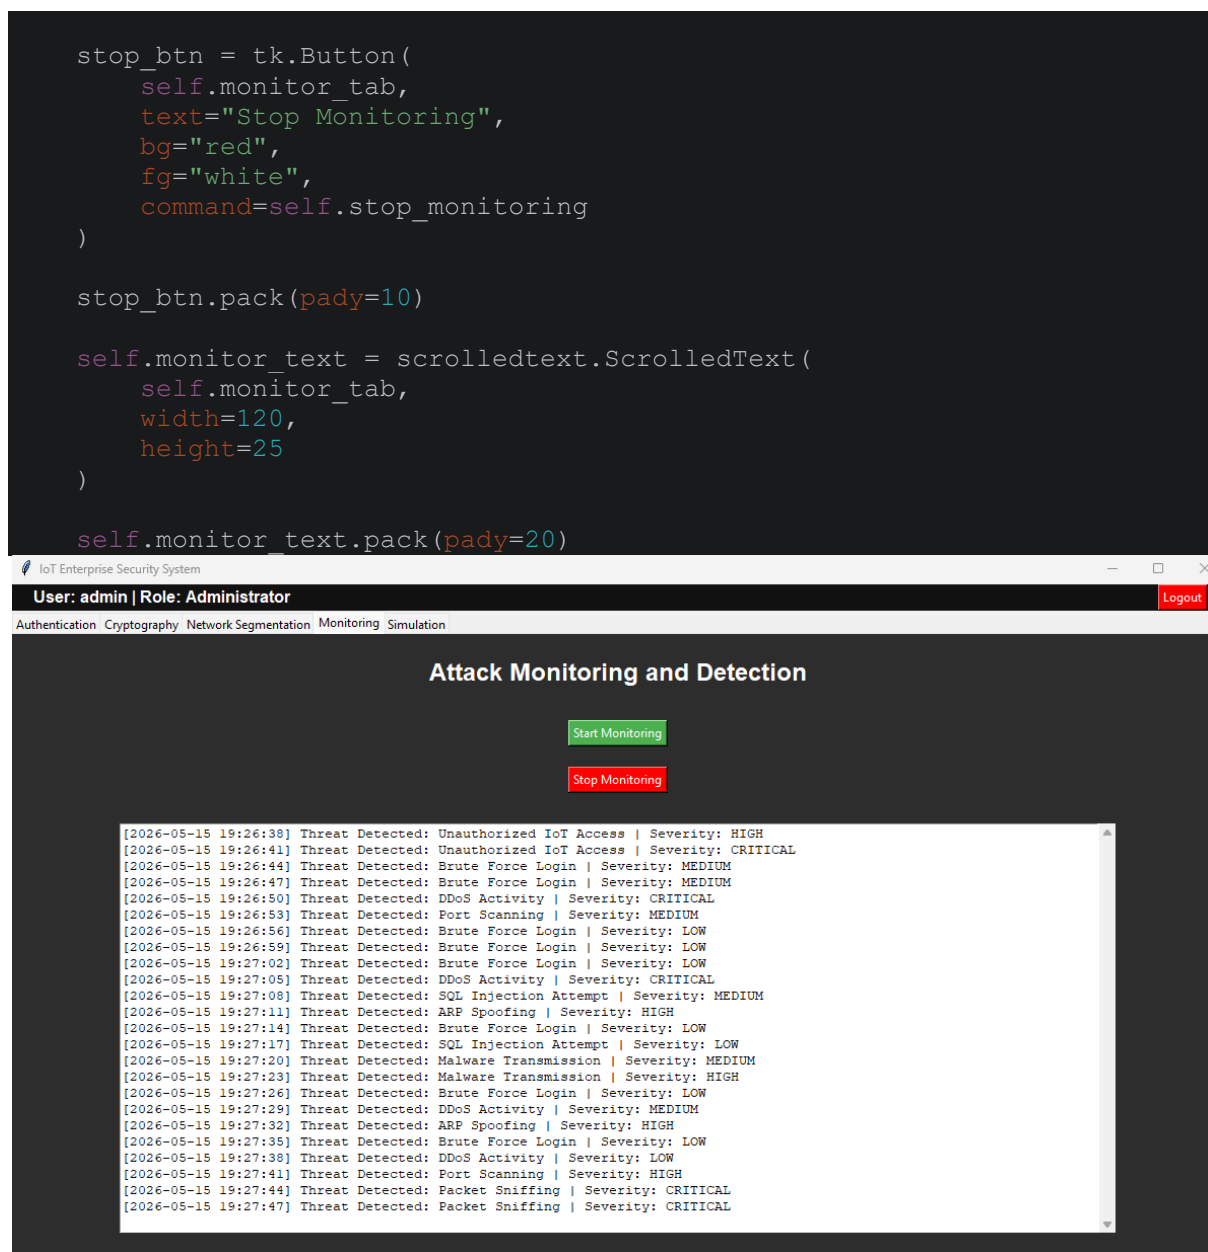 stop_btn = tk.Button(
    self.monitor_tab,
    text="Stop Monitoring",
    bg="red",
    fg="white",
    command=self.stop_monitoring
)
stop_btn.pack(pady=10)
self.monitor_text = scrolledtext.ScrolledText(
    self.monitor_tab,
    width=120,
    height=25
)
self.monitor_text.pack(pady=20)
IoT Enterprise Security System
User: admin | Role: Administrator Logout
Authentication Cryptography Network Segmentation Monitoring Simulation
Attack Monitoring and Detection
Start Monitoring
Stop Monitoring
[2026-05-15 19:26:38] Threat Detected: Unauthorized IoT Access | Severity: HIGH
[2026-05-15 19:26:41] Threat Detected: Unauthorized IoT Access | Severity: CRITICAL
[2026-05-15 19:26:44] Threat Detected: Brute Force Login | Severity: MEDIUM
[2026-05-15 19:26:47] Threat Detected: Brute Force Login | Severity: MEDIUM
[2026-05-15 19:26:50] Threat Detected: DDoS Activity | Severity: CRITICAL
[2026-05-15 19:26:53] Threat Detected: Port Scanning | Severity: MEDIUM
[2026-05-15 19:26:56] Threat Detected: Brute Force Login | Severity: LOW
[2026-05-15 19:26:59] Threat Detected: Brute Force Login | Severity: LOW
[2026-05-15 19:27:02] Threat Detected: Brute Force Login | Severity: LOW
[2026-05-15 19:27:05] Threat Detected: DDoS Activity | Severity: CRITICAL
[2026-05-15 19:27:08] Threat Detected: SQL Injection Attempt | Severity: MEDIUM
[2026-05-15 19:27:11] Threat Detected: ARP Spoofing | Severity: HIGH
[2026-05-15 19:27:14] Threat Detected: Brute Force Login | Severity: LOW
[2026-05-15 19:27:17] Threat Detected: SQL Injection Attempt | Severity: LOW
[2026-05-15 19:27:20] Threat Detected: Malware Transmission | Severity: MEDIUM
[2026-05-15 19:27:23] Threat Detected: Malware Transmission | Severity: HIGH
[2026-05-15 19:27:26] Threat Detected: Brute Force Login | Severity: LOW
[2026-05-15 19:27:29] Threat Detected: DDoS Activity | Severity: MEDIUM
[2026-05-15 19:27:32] Threat Detected: ARP Spoofing | Severity: HIGH
[2026-05-15 19:27:35] Threat Detected: Brute Force Login | Severity: LOW
[2026-05-15 19:27:38] Threat Detected: DDoS Activity | Severity: LOW
[2026-05-15 19:27:41] Threat Detected: Port Scanning | Severity: HIGH
[2026-05-15 19:27:44] Threat Detected: Packet Sniffing | Severity: CRITICAL
[2026-05-15 19:27:47] Threat Detected: Packet Sniffing | Severity: CRITICAL